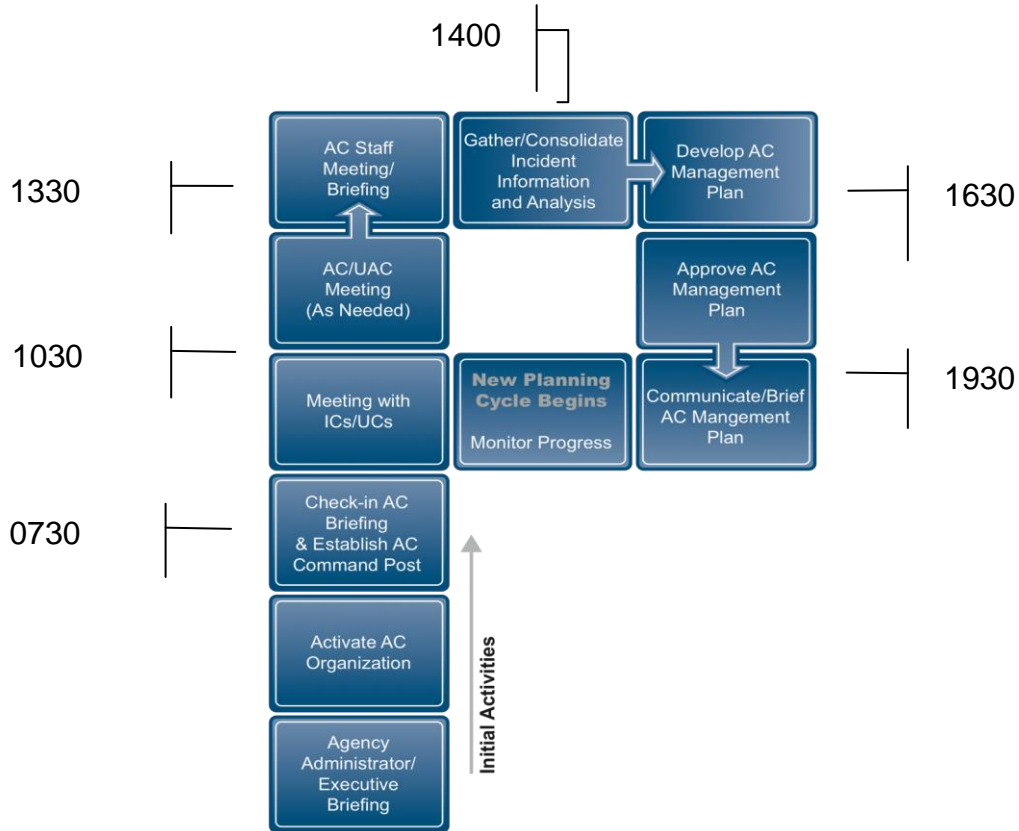 1400
AC Staff
Meeting/
Briefing
Gather/Consolidate
Incident
Information
and Analysis
Develop AC
Management
Plan
1330
1630
AC/UAC
Meeting
(As Needed)
Approve AC
Management
Plan
1030
1930
Meeting with
ICs/UCs
New Planning
Cycle Begins
Monitor Progress
Communicate/Brief
AC Mangement
Plan
0730
Check-in AC
Briefing
& Establish AC
Command Post
Activate AC
Organization
Agency
Administrator/
Executive
Briefing
Initial Activities